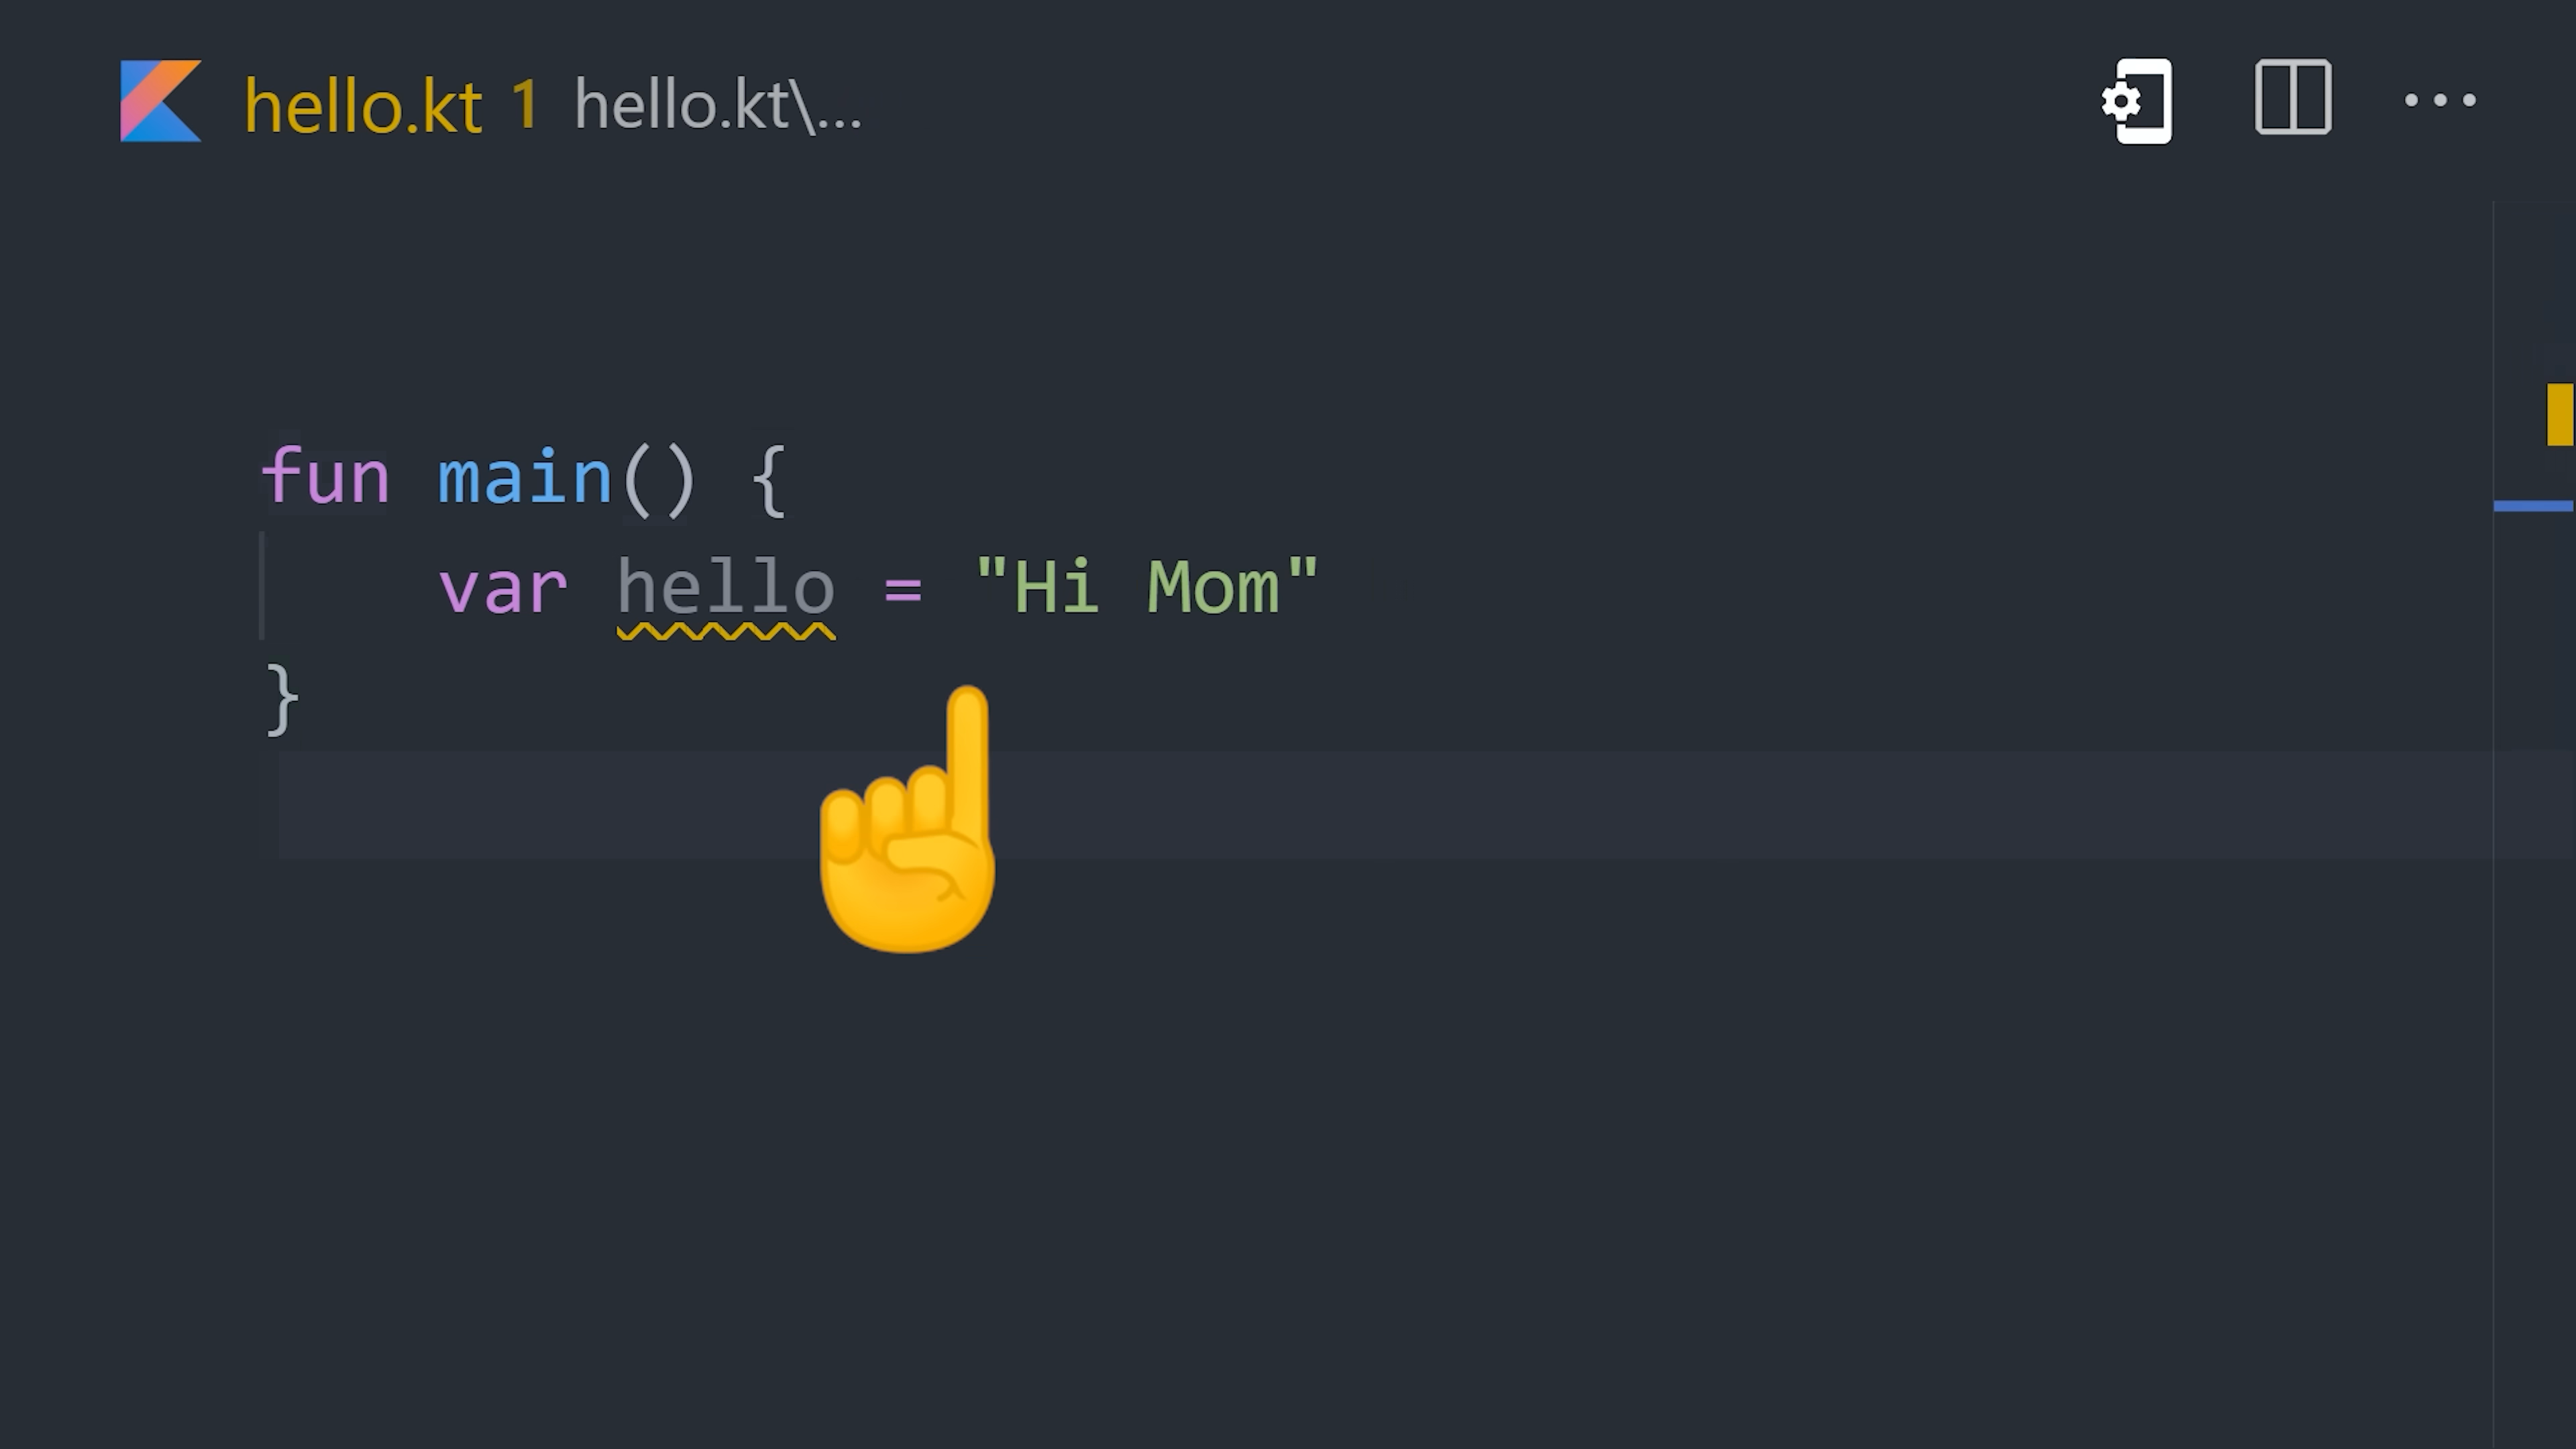 hello.kt 1 hello.kt\...
fun main() {
var hello = "Hi Mom"
}